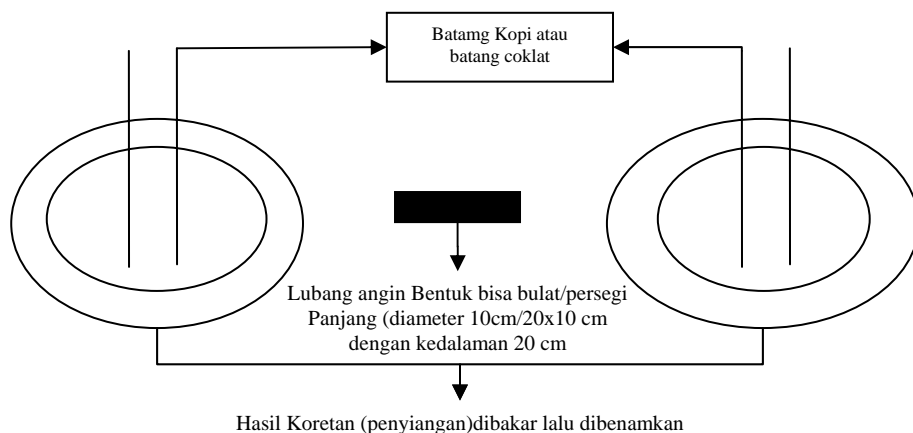 Batamg Kopi atau
batang coklat
Lubang angin Bentuk bisa bulat/persegi
Panjang (diameter 10cm/20x10 cm
dengan kedalaman 20 cm
Hasil Koretan (penyiangan)dibakar lalu dibenamkan